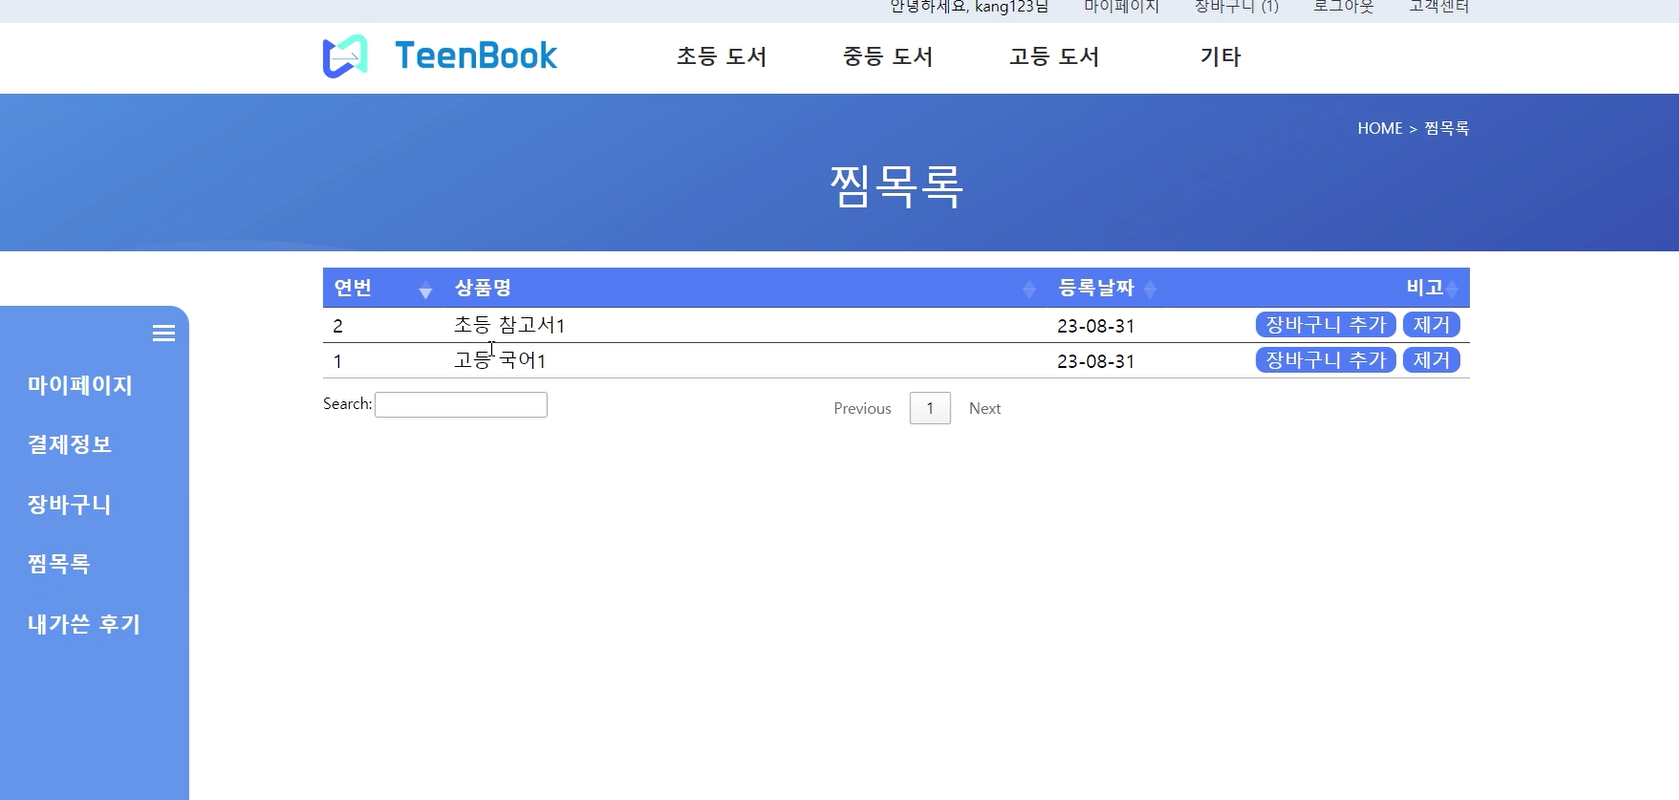 안녕하세요, kang123님 마이페이지 장바구니 (1) 로그아웃 고객센터
TeenBook 초등 도서 중등 도서 고등 도서 기타
HOME > 찜목록
찜목록
연번 상품명 등록날짜 비고
2 초등 참고서1 23-08-31 장바구니 추가 제거
1 고등 국어1 23-08-31 장바구니 추가 제거
Search: Previous 1 Next
마이페이지
결제정보
장바구니
찜목록
내가쓴 후기